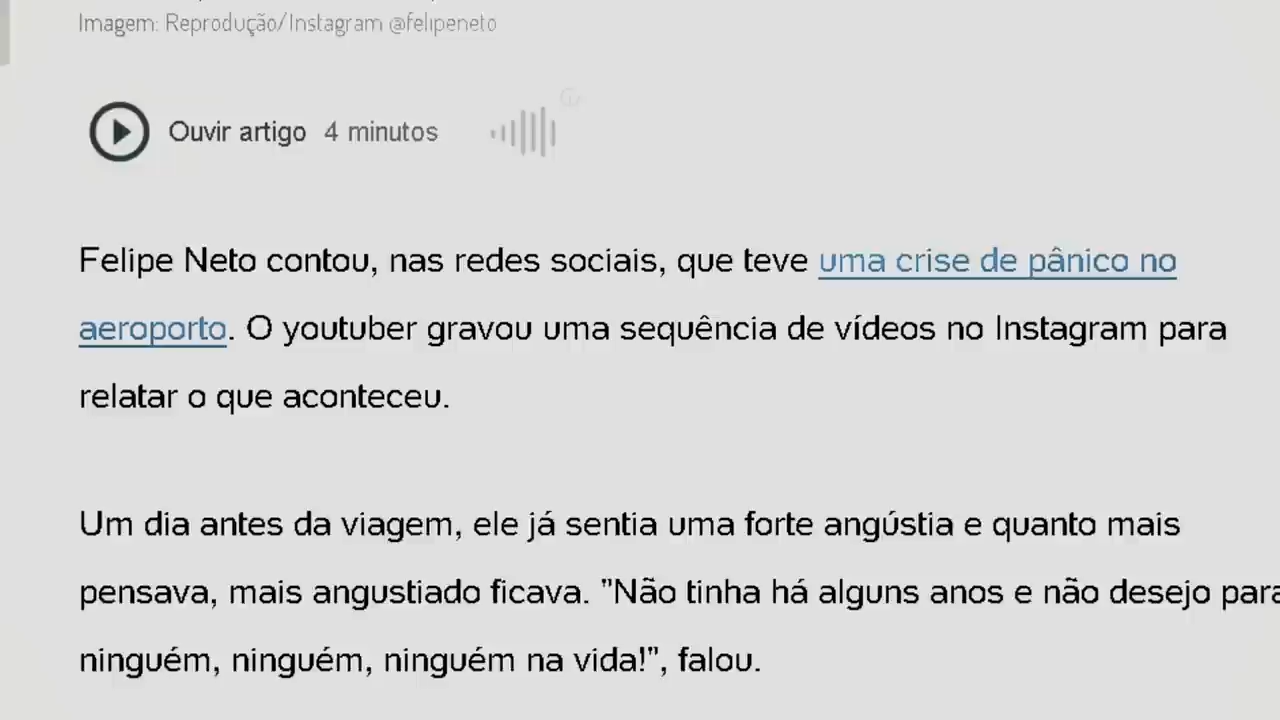 Imagem: Reprodução/Instagram @felipeneto
Ouvir artigo 4 minutos
Felipe Neto contou, nas redes sociais, que teve uma crise de pânico no
aeroporto. O youtuber gravou uma sequência de vídeos no Instagram para
relatar o que aconteceu.
Um dia antes da viagem, ele já sentia uma forte angústia e quanto mais
pensava, mais angustiado ficava. "Não tinha há alguns anos e não desejo para
ninguém, ninguém, ninguém na vida!", falou.